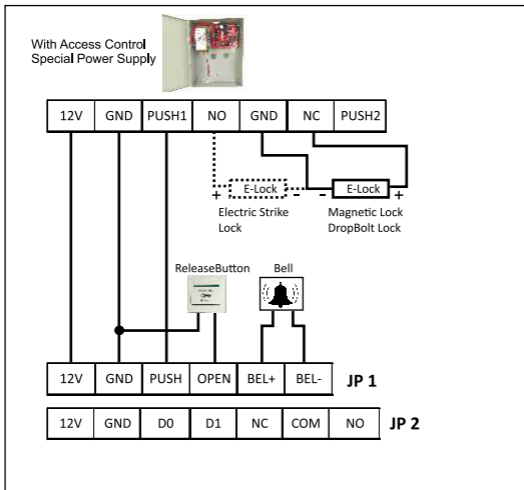 With Access Control
Special Power Supply
12V GND PUSH1 NO GND NC PUSH2
+ E-Lock - - E-Lock +
Electric Strike
Lock
Magnetic Lock
DropBolt Lock
ReleaseButton Bell
12V GND PUSH OPEN BEL+ BEL- JP 1
12V GND D0 D1 NC COM NO JP 2